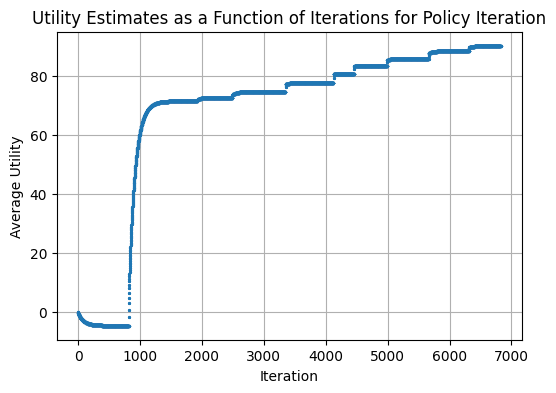 Utility Estimates as a Function of Iterations for Policy Iteration
Average Utility
80
60
40
20
0
0 1000 2000 3000 4000 5000 6000 7000
Iteration